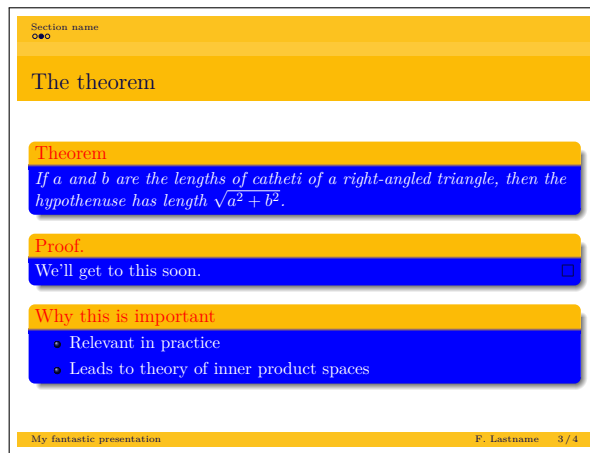 Section name
The theorem
Theorem
If a and b are the lengths of catheti of a right-angled triangle, then the
hypothenuse has length √a² + b².
Proof.
We'll get to this soon.
Why this is important
Relevant in practice
Leads to theory of inner product spaces
My fantastic presentation F. Lastname 3/4